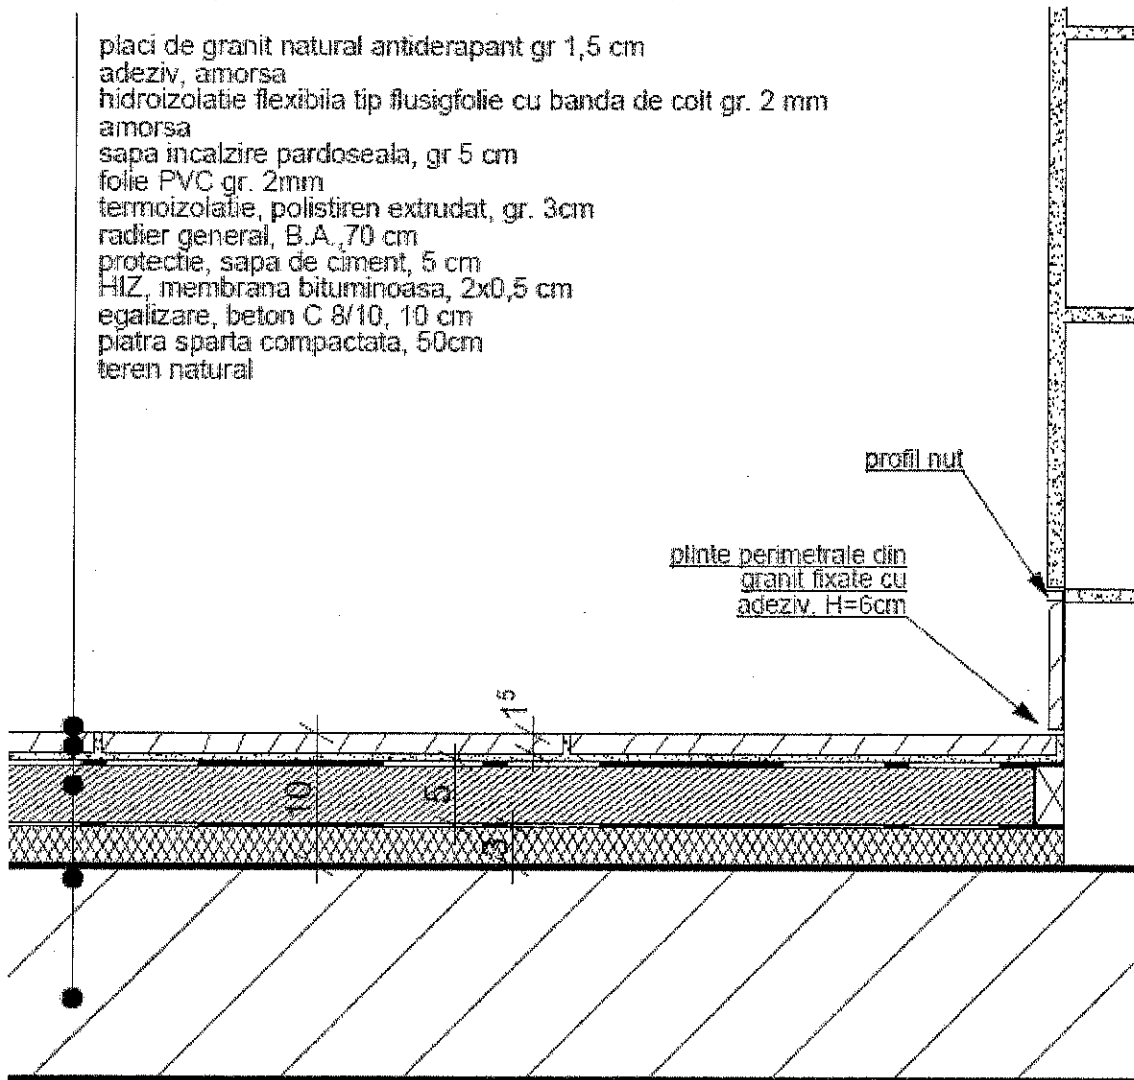 placi de granit natural antiderapant gr 1,5 cm
adeziv, amorsa
hidroizolatie flexibila tip flusigfolie cu banda de colt gr. 2 mm
amorsa
sapa incalzire pardoseala, gr 5 cm
folie PVC gr. 2mm
termoizolatie, polistiren extrudat, gr. 3cm
radier general, B.A.,70 cm
protectie, sapa de ciment, 5 cm
HIZ, membrana bituminoasa, 2x0,5 cm
egalizare, beton C 8/10, 10 cm
piatra sparta compactata, 50cm
teren natural
profil nut
plinte perimetrale din
granit fixate cu
adeziv. H=6cm
1⁵
10
5
3